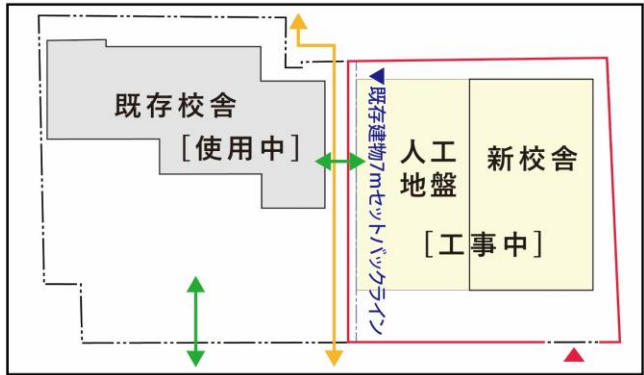 既存校舎
［使用中］
▼既存建物7mセットバックライン
人工
地盤
新校舎
［工事中］